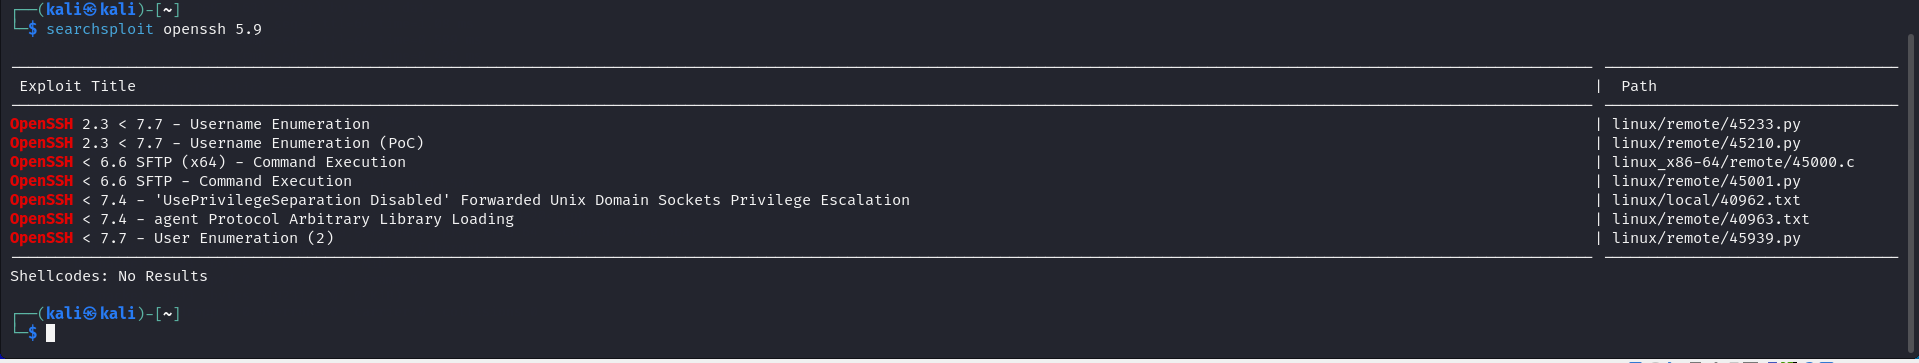 ┌──(kali㉿kali)-[~]
└─$ searchsploit openssh 5.9
Exploit Title | Path
OpenSSH 2.3 < 7.7 - Username Enumeration | linux/remote/45233.py
OpenSSH 2.3 < 7.7 - Username Enumeration (PoC) | linux/remote/45210.py
OpenSSH < 6.6 SFTP (x64) - Command Execution | linux_x86-64/remote/45000.c
OpenSSH < 6.6 SFTP - Command Execution | linux/remote/45001.py
OpenSSH < 7.4 - 'UsePrivilegeSeparation Disabled' Forwarded Unix Domain Sockets Privilege Escalation | linux/local/40962.txt
OpenSSH < 7.4 - agent Protocol Arbitrary Library Loading | linux/remote/40963.txt
OpenSSH < 7.7 - User Enumeration (2) | linux/remote/45939.py
Shellcodes: No Results
┌──(kali㉿kali)-[~]
└─$